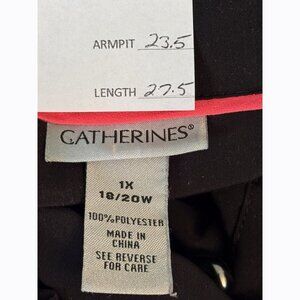 ARMPIT 23.5
LENGTH 27.5
CATHERINES®
1X
18/20W
100% POLYESTER
MADE IN
CHINA
SEE REVERSE
FOR CARE